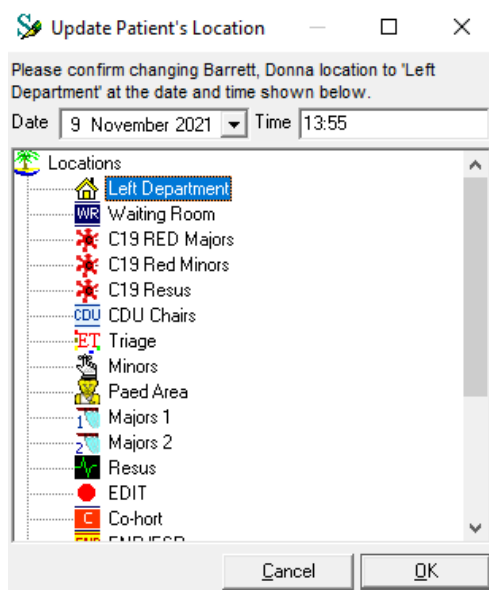 Update Patient's Location
Please confirm changing Barrett, Donna location to 'Left
Department' at the date and time shown below.
Date 9 November 2021 Time 13:55
Locations
Left Department
WR Waiting Room
C19 RED Majors
C19 Red Minors
C19 Resus
CDU CDU Chairs
ET Triage
Minors
Paed Area
1 Majors 1
2 Majors 2
Resus
EDIT
C Co-hort
Cancel OK